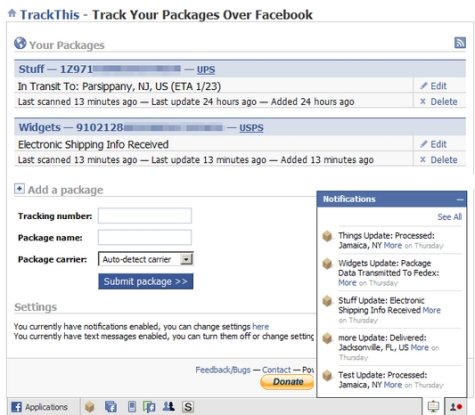 TrackThis - Track Your Packages Over Facebook
Your Packages
Stuff — 1Z971 — UPS
In Transit To: Parsippany, NJ, US (ETA 1/23)
Edit
Last scanned 13 minutes ago — Last update 24 hours ago — Added 24 hours ago
x Delete
Widgets — 9102128 — USPS
Electronic Shipping Info Received
Edit
Last scanned 13 minutes ago — Last update 13 minutes ago — Added 13 minutes ago
x Delete
+ Add a package
Tracking number:
Package name:
Package carrier: Auto-detect carrier
Submit package >>
Settings
You currently have notifications enabled, you can change settings here
You currently have text messages enabled, you can turn them off or change setting
Feedback/Bugs — Contact — Pow
Donate
Notifications
See All
Things Update: Processed:
Jamaica, NY More on Thursday
Widgets Update: Package
Data Transmitted To Fedex:
More on Thursday
Stuff Update: Electronic
Shipping Info Received More
on Thursday
more Update: Delivered:
Jacksonville, FL, US More on
Thursday
Test Update: Processed:
Jamaica, NY More on Thursday
Applications
S
1